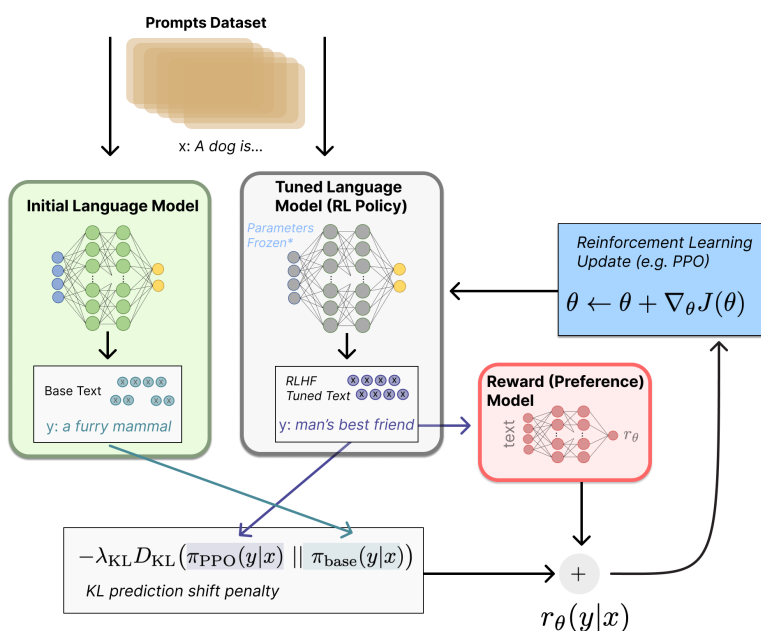 Prompts Dataset
x: A dog is...
Initial Language Model
Tuned Language
Model (RL Policy)
Parameters
Frozen*
Reinforcement Learning
Update (e.g. PPO)
θ ← θ + ∇θJ(θ)
Base Text
x x x x
x x x x
y: a furry mammal
RLHF
Tuned Text
x x x x
x x x x
y: man's best friend
Reward (Preference)
Model
text
rθ
−λKL DKL(πPPO(y|x) || πbase(y|x))
KL prediction shift penalty
+
rθ(y|x)